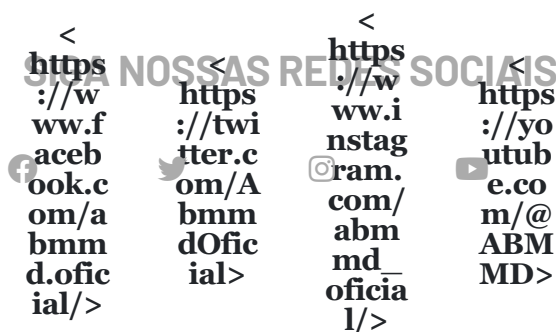 SIGA NOSSAS REDES SOCIAIS
<
https
://w
ww.f
aceb
ook.c
om/a
bmm
d.ofic
ial/>
<
https
://twi
tter.c
om/A
bmm
dOfic
ial>
<
https
://w
ww.i
nstag
ram.
com/
abm
md_
oficia
l/>
<
https
://yo
utub
e.co
m/@
ABM
MD>